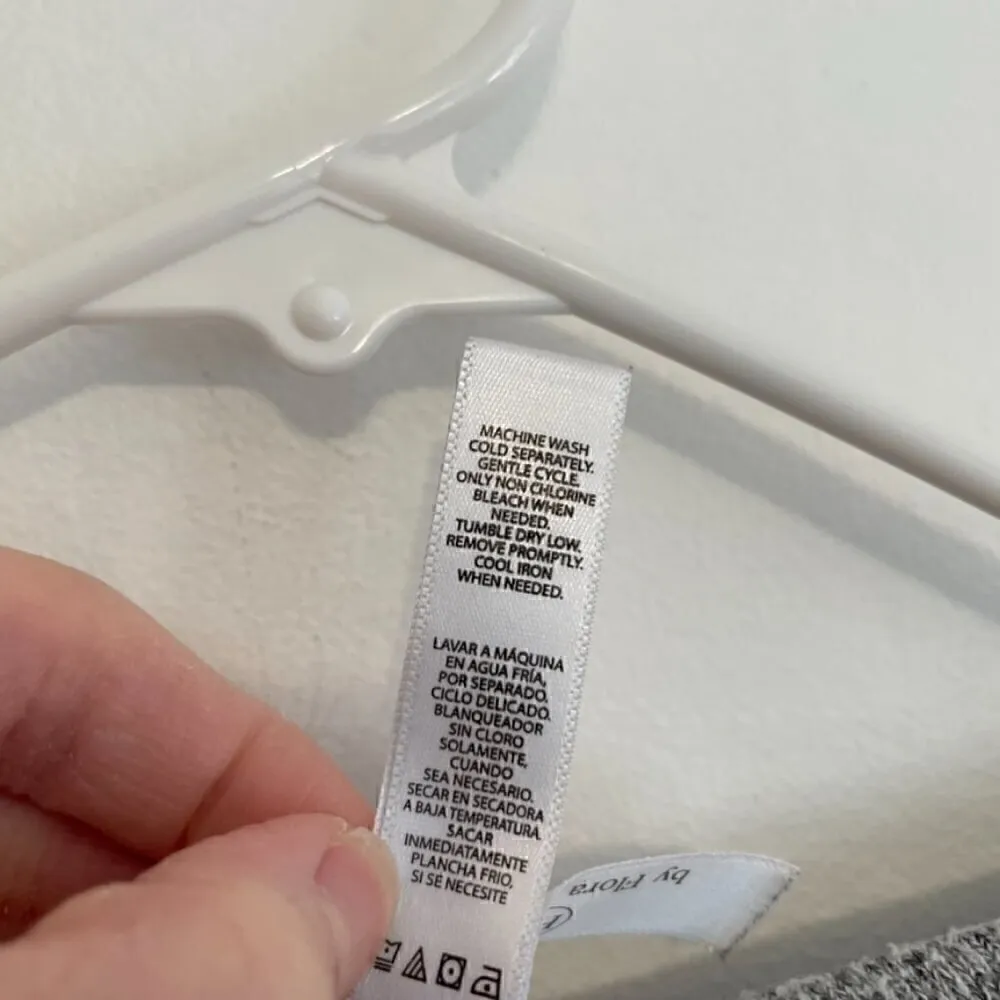 MACHINE WASH
COLD SEPARATELY.
GENTLE CYCLE.
ONLY NON CHLORINE
BLEACH WHEN
NEEDED.
TUMBLE DRY LOW.
REMOVE PROMPTLY.
COOL IRON
WHEN NEEDED.
LAVAR A MÁQUINA
EN AGUA FRÍA,
POR SEPARADO.
CICLO DELICADO.
BLANQUEADOR
SIN CLORO
SOLAMENTE,
CUANDO
SEA NECESARIO.
SECAR EN SECADORA
A BAJA TEMPERATURA.
SACAR
INMEDIATAMENTE
PLANCHA FRIO,
SI SE NECESITE
by Flora